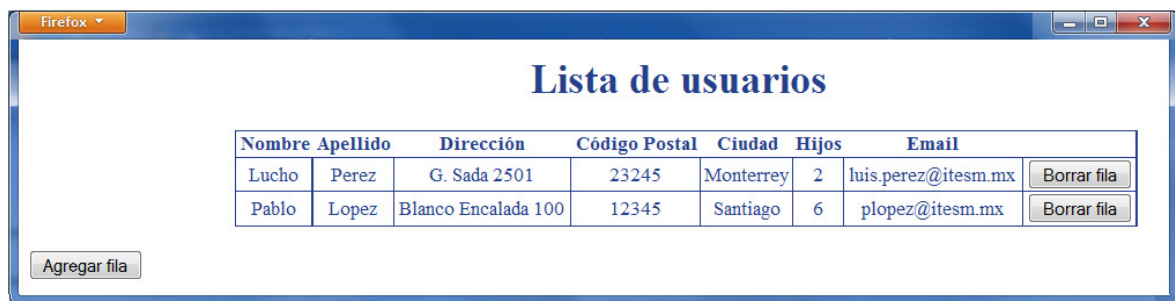 Firefox
Lista de usuarios
Nombre Apellido Dirección Código Postal Ciudad Hijos Email
Lucho Perez G. Sada 2501 23245 Monterrey 2 luis.perez@itesm.mx Borrar fila
Pablo Lopez Blanco Encalada 100 12345 Santiago 6 plopez@itesm.mx Borrar fila
Agregar fila